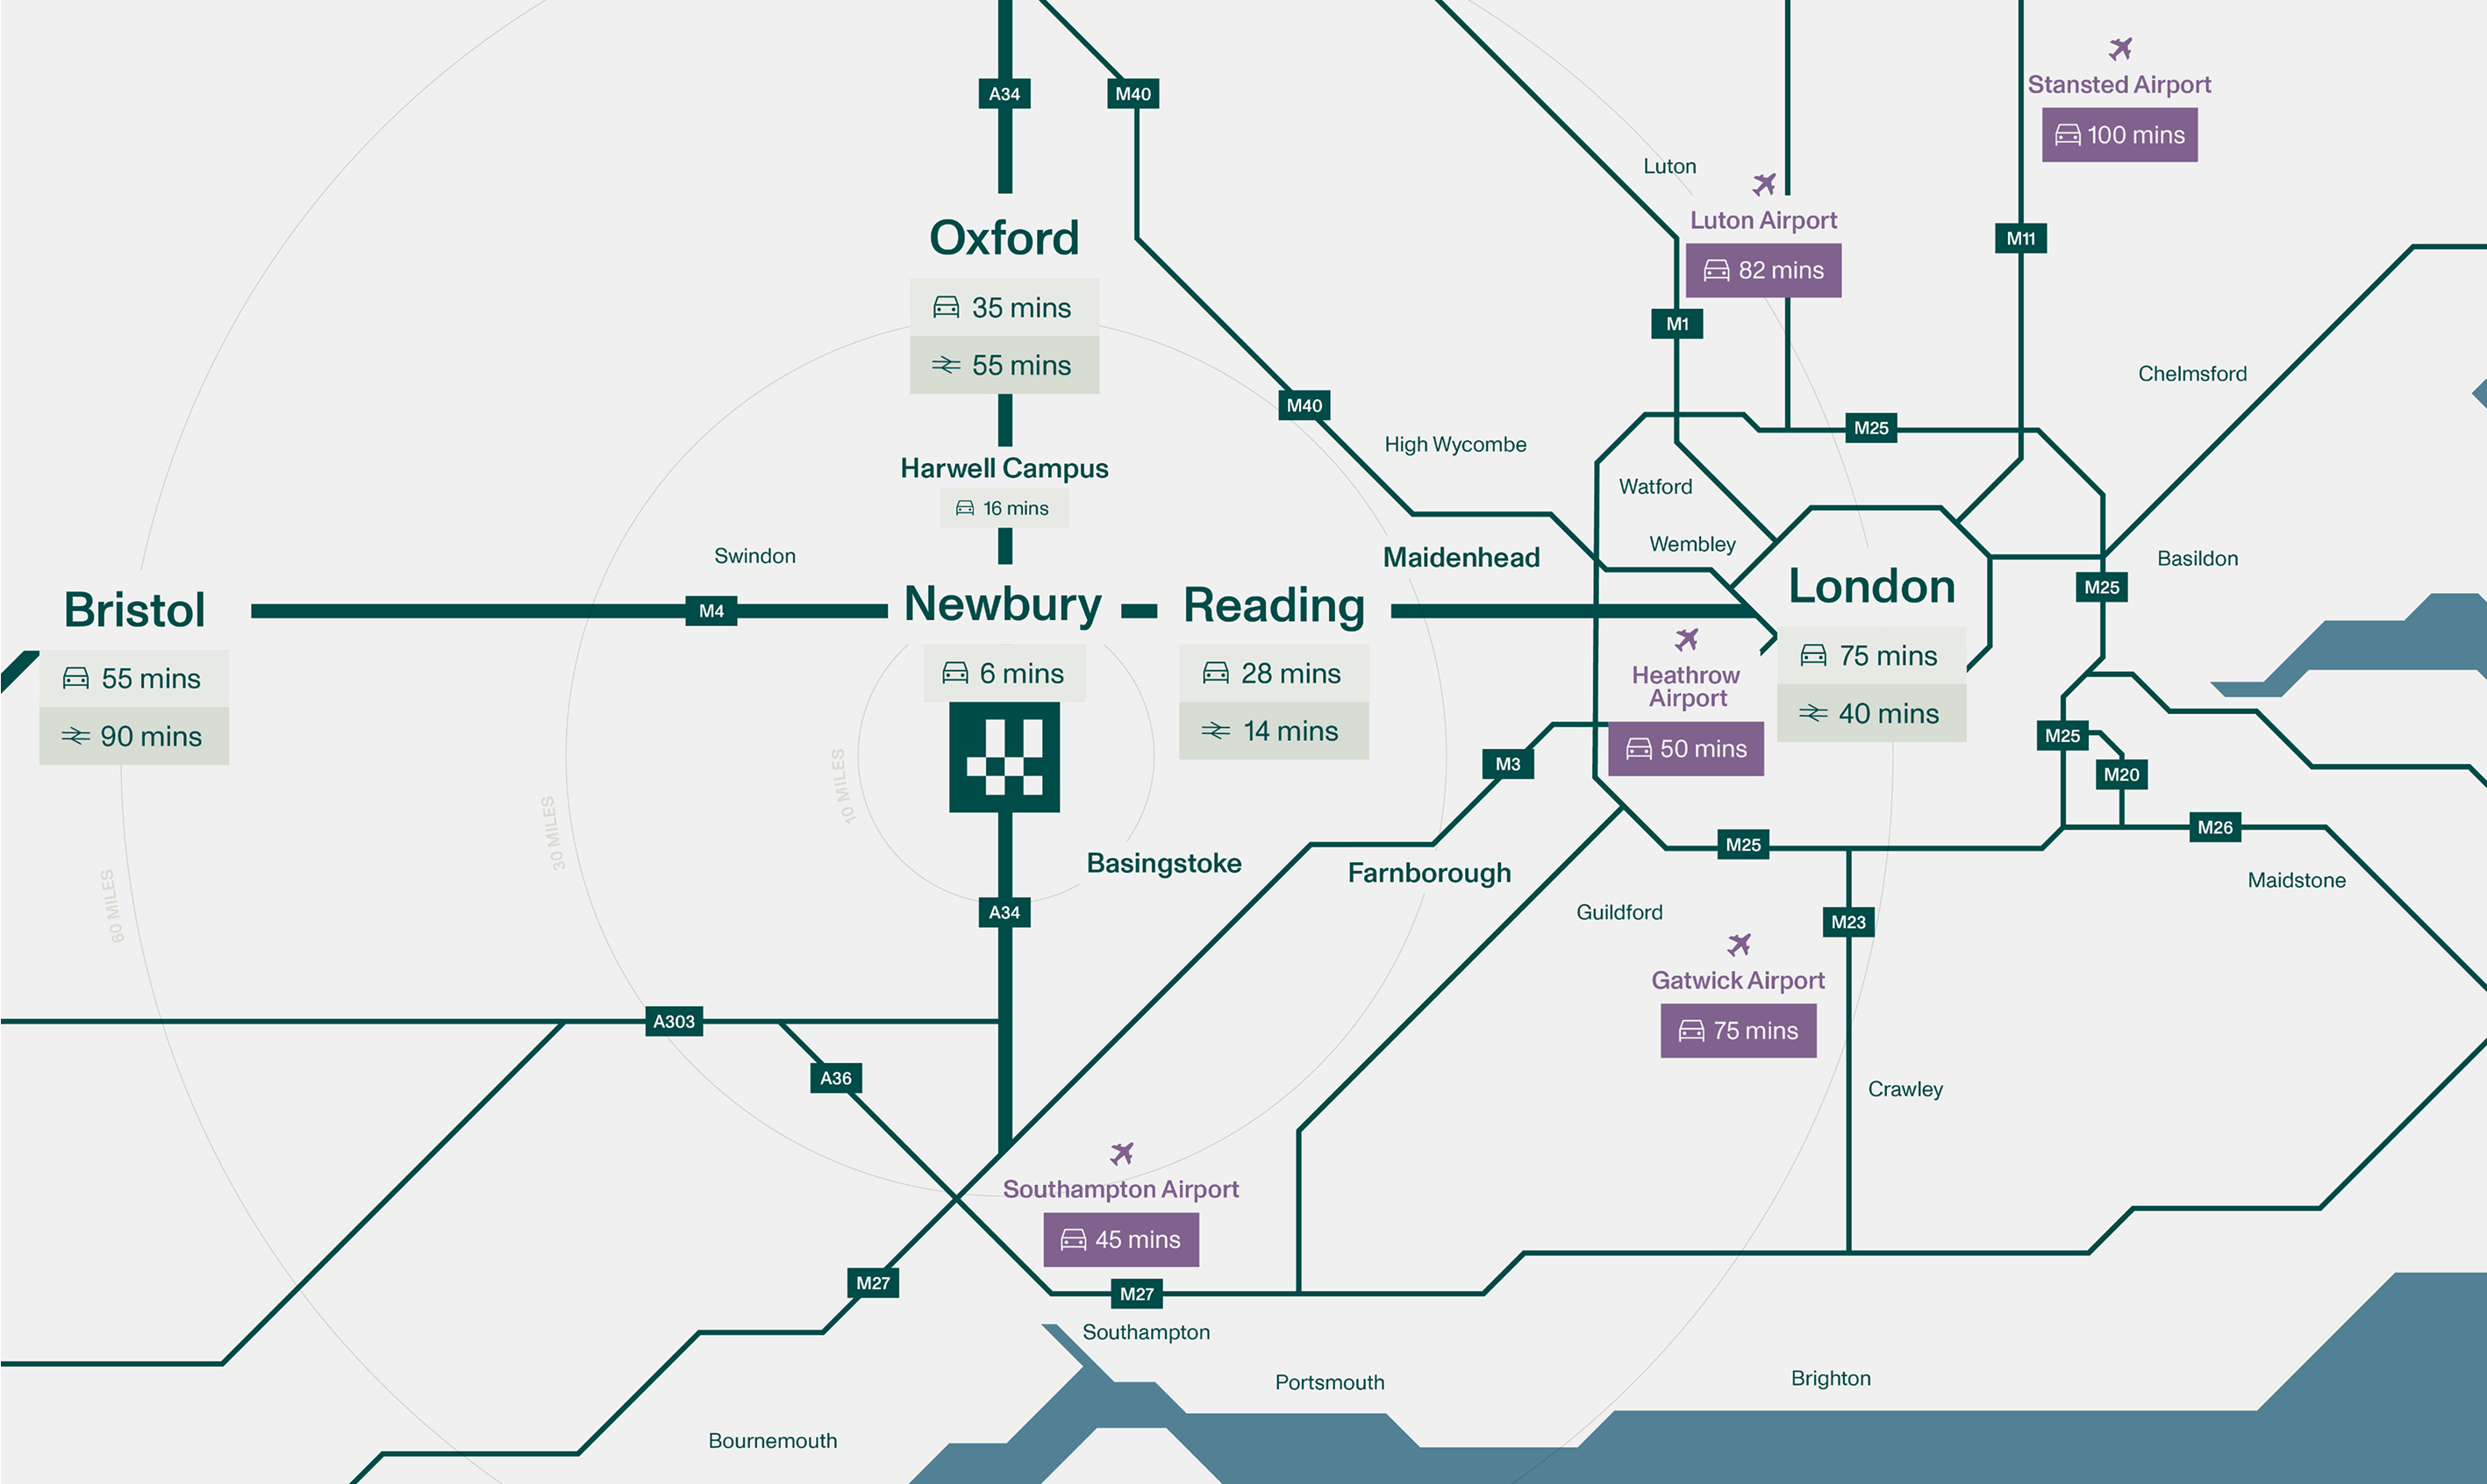 A34
M40
Stansted Airport
100 mins
Luton
Luton Airport
82 mins
M11
Oxford
35 mins
55 mins
M1
Chelmsford
M40
M25
High Wycombe
Harwell Campus
16 mins
Watford
Swindon
Maidenhead
Wembley
Basildon
Bristol
55 mins
90 mins
M4
Newbury
6 mins
Reading
28 mins
14 mins
London
75 mins
40 mins
M25
Heathrow
Airport
50 mins
M25
M3
M20
10 MILES
30 MILES
60 MILES
M26
M25
Basingstoke
Farnborough
Maidstone
A34
Guildford
M23
Gatwick Airport
75 mins
A303
A36
Crawley
Southampton Airport
45 mins
M27
M27
Southampton
Portsmouth
Brighton
Bournemouth